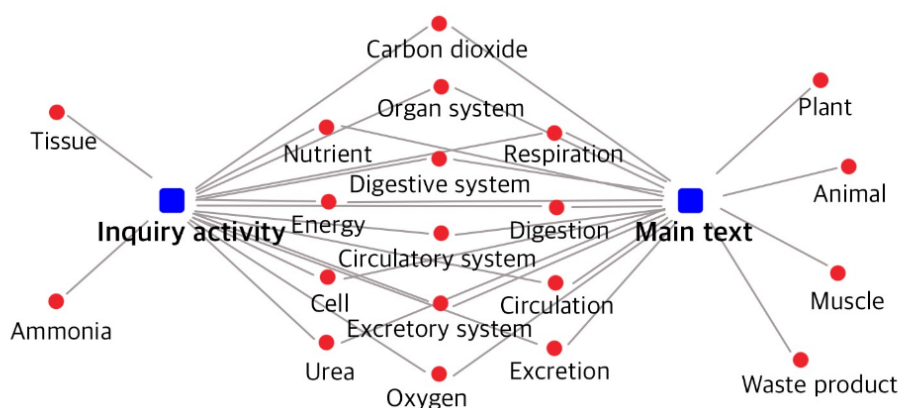 Carbon dioxide
Organ system
Plant
Tissue
Nutrient
Respiration
Digestive system
Animal
Inquiry activity
Energy
Digestion
Main text
Circulatory system
Cell
Circulation
Muscle
Ammonia
Excretory system
Urea
Excretion
Oxygen
Waste product